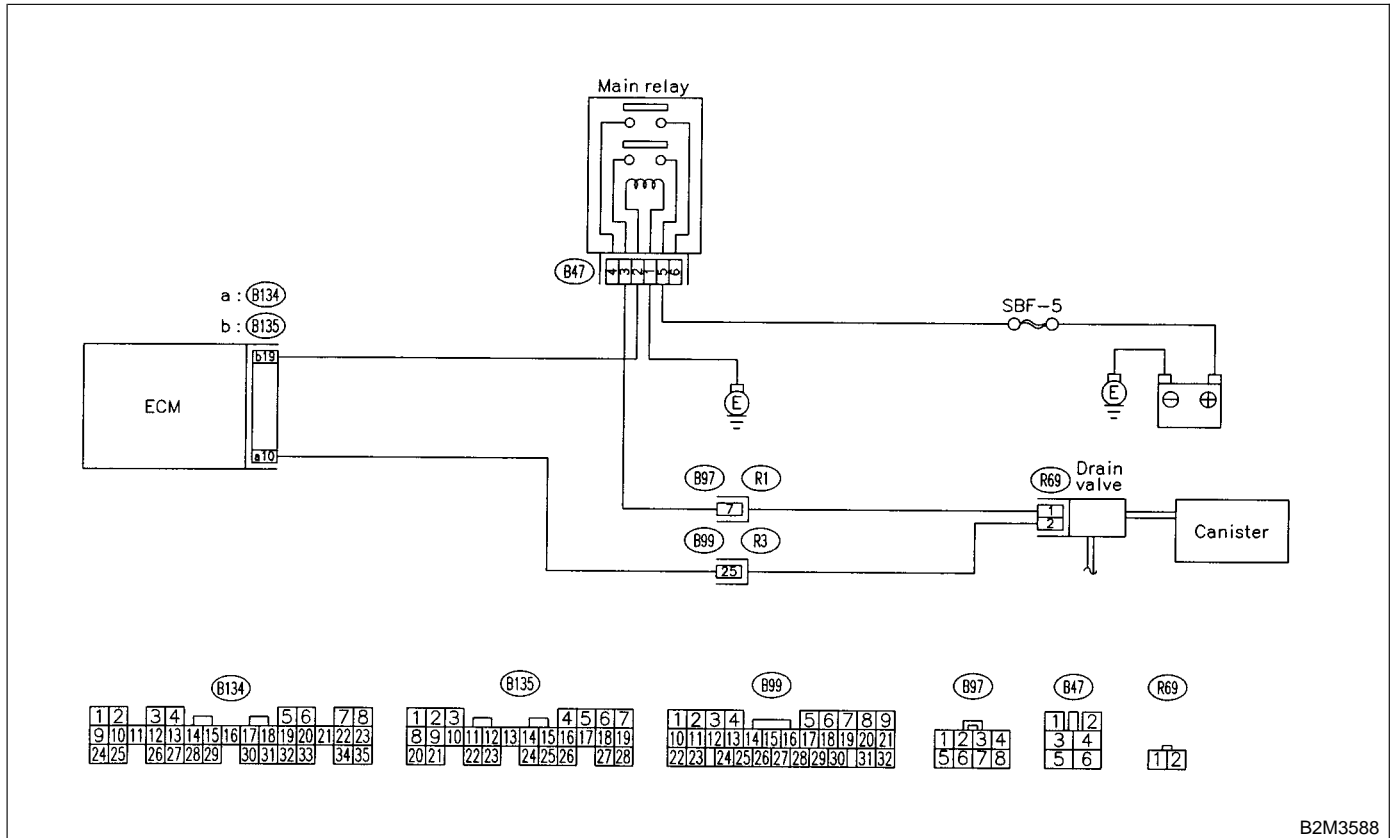 Main relay
B47
4 3 2 1 5 6
a : B134
b : B135
SBF-5
b19
ECM
E
E
⊖ ⊕
a10
B97 R1
R69 Drain
valve
7
1
2
Canister
B99 R3
25
B134
1 2 3 4 5 6 7 8
9 10 11 12 13 14 15 16 17 18 19 20 21 22 23
24 25 26 27 28 29 30 31 32 33 34 35
B135
1 2 3 4 5 6 7
8 9 10 11 12 13 14 15 16 17 18 19
20 21 22 23 24 25 26 27 28
B99
1 2 3 4 5 6 7 8 9
10 11 12 13 14 15 16 17 18 19 20 21
22 23 24 25 26 27 28 29 30 31 32
B97
1 2 3 4
5 6 7 8
B47
1 2
3 4
5 6
R69
1 2
B2M3588